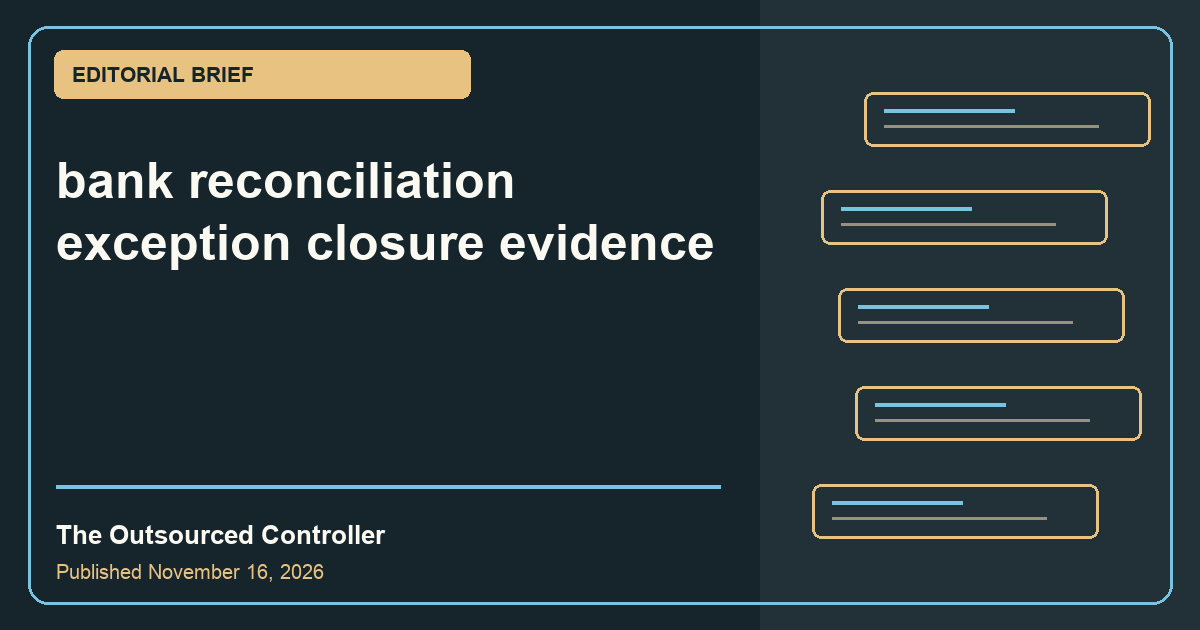 EDITORIAL BRIEF
bank reconciliation
exception closure evidence
The Outsourced Controller
Published November 16, 2026